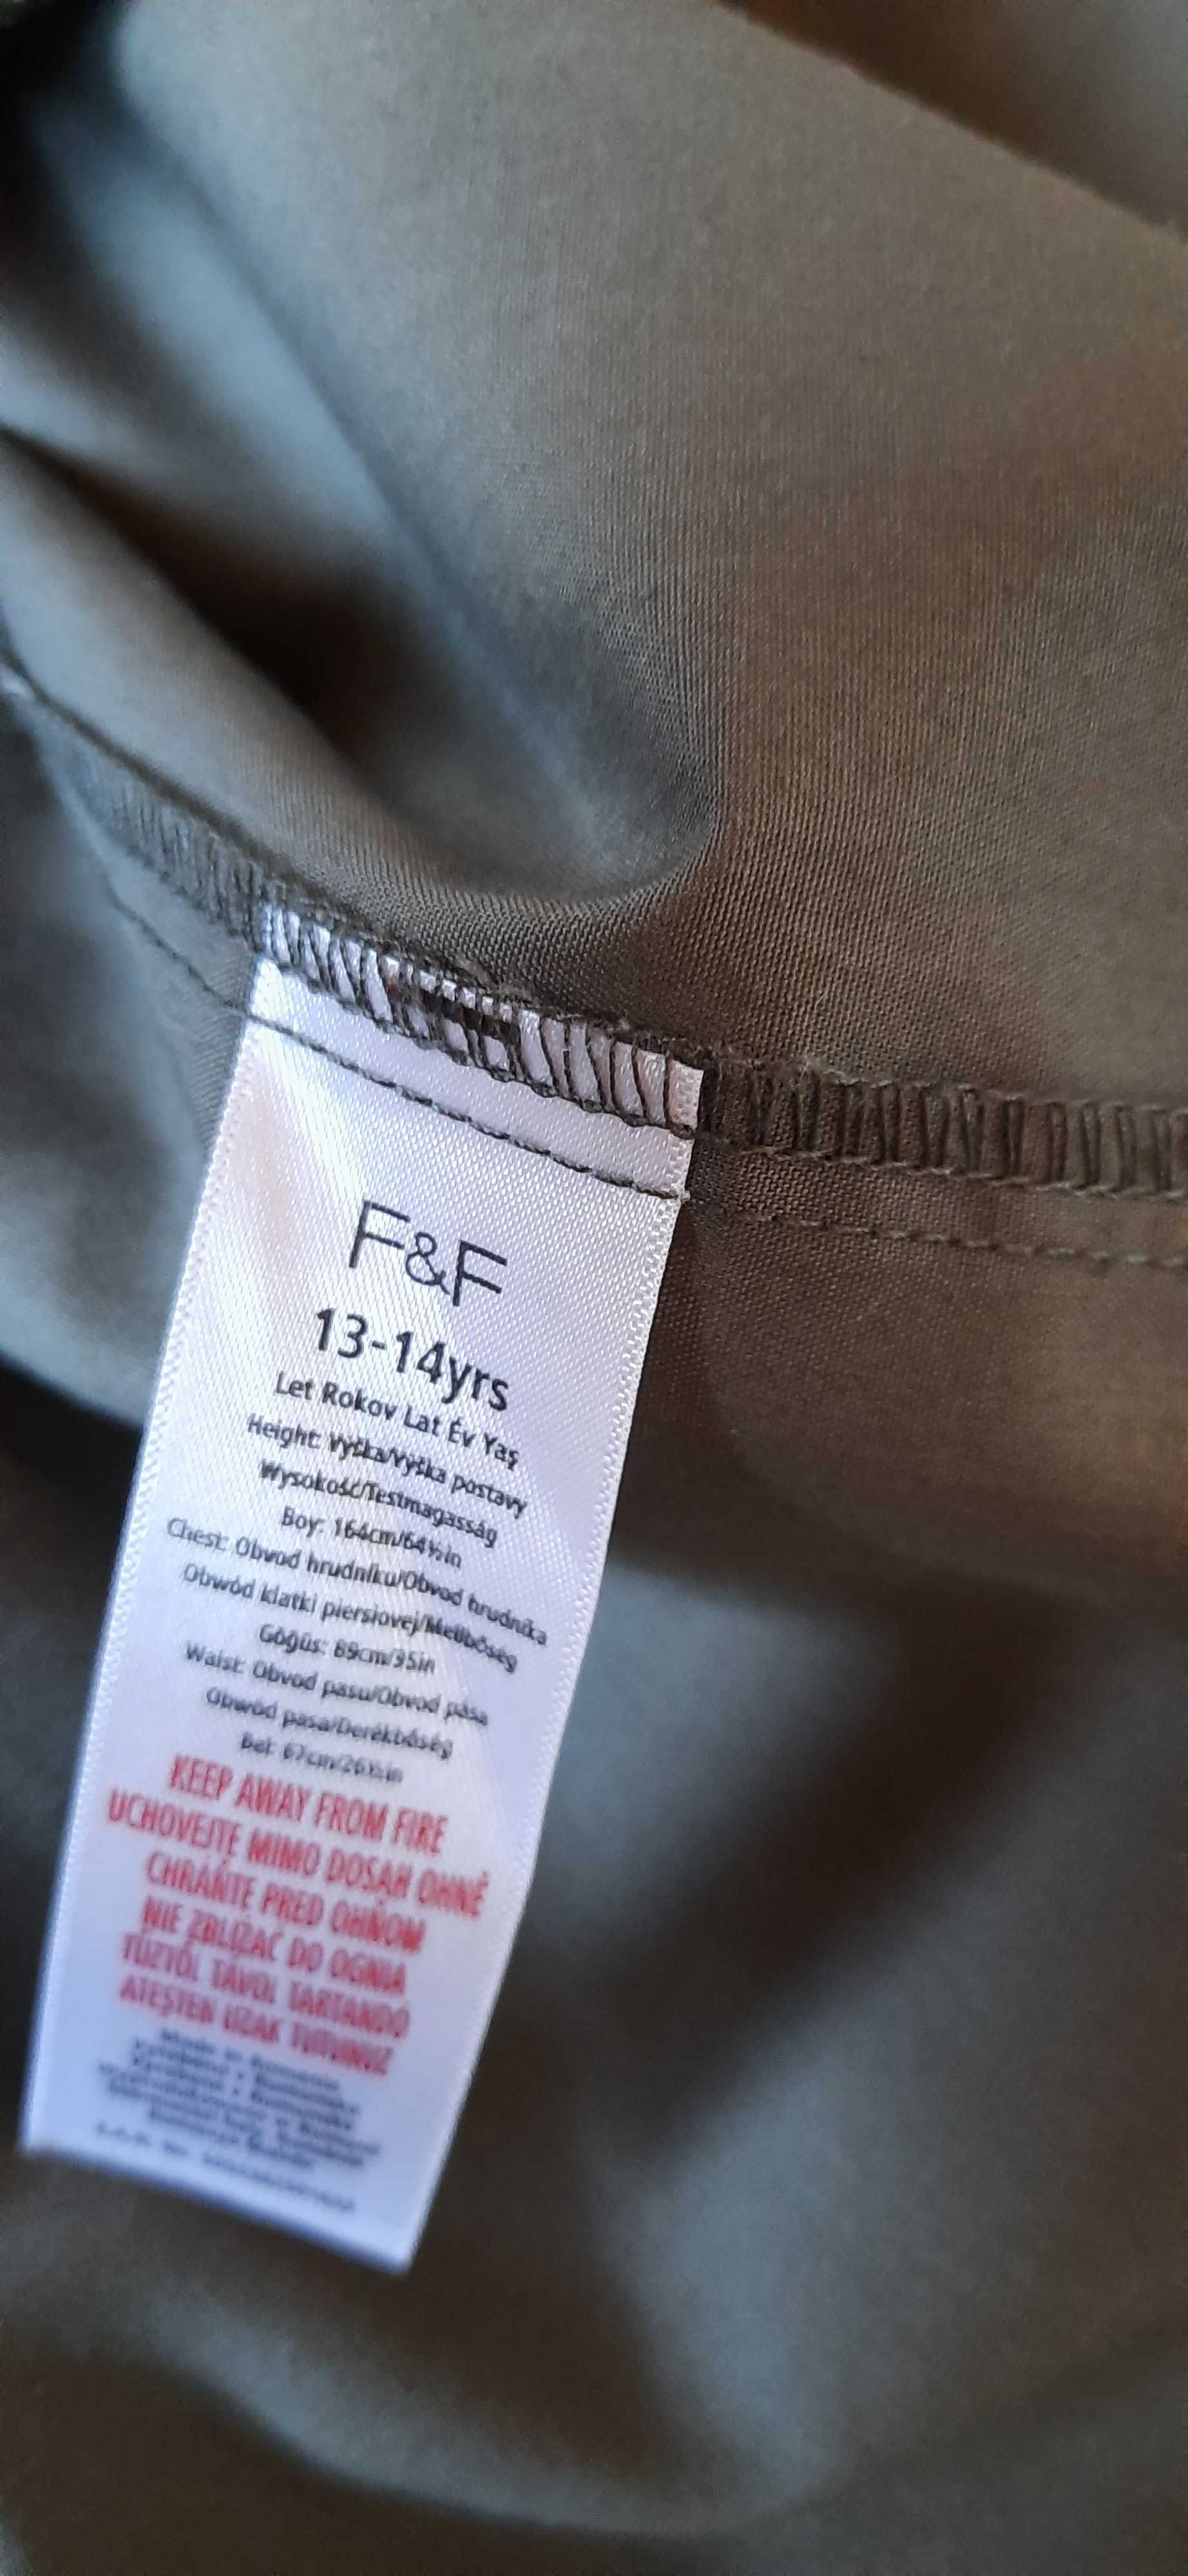 F&F
13-14yrs
Let Rokov Lat Év Yaş
Height: Výška/Výška postavy
Wysokość/Testmagasság
Boy: 164cm/64½in
Chest: Obvod hrudníku/Obvod hrudníka
Obwód klatki piersiowej/Mellbőség
Göğüs: 89cm/35in
Waist: Obvod pasu/Obvod pása
Obwód pasa/Derékbőség
Bel: 67cm/26½in
KEEP AWAY FROM FIRE
UCHOVEJTE MIMO DOSAH OHNĚ
CHRÁŇTE PRED OHŇOM
NIE ZBLIŻAĆ DO OGNIA
TŰZTŐL TÁVOL TARTANDÓ
ATEŞTEN UZAK TUTUNUZ
Made in